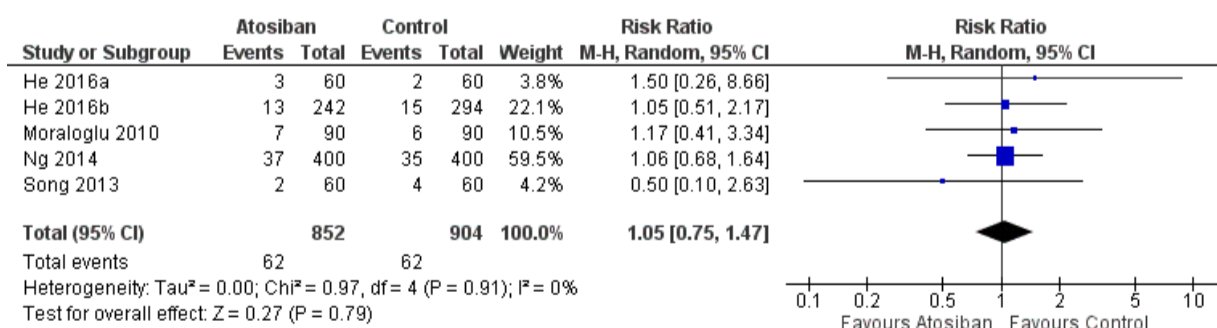 Atosiban Control Risk Ratio Risk Ratio
Study or Subgroup Events Total Events Total Weight M-H, Random, 95% CI M-H, Random, 95% CI
He 2016a 3 60 2 60 3.8% 1.50 [0.26, 8.66]
He 2016b 13 242 15 294 22.1% 1.05 [0.51, 2.17]
Moraloglu 2010 7 90 6 90 10.5% 1.17 [0.41, 3.34]
Ng 2014 37 400 35 400 59.5% 1.06 [0.68, 1.64]
Song 2013 2 60 4 60 4.2% 0.50 [0.10, 2.63]
Total (95% CI) 852 904 100.0% 1.05 [0.75, 1.47]
Total events 62 62
Heterogeneity: Tau² = 0.00; Chi² = 0.97, df = 4 (P = 0.91); I² = 0%
Test for overall effect: Z = 0.27 (P = 0.79)
0.1 0.2 0.5 1 2 5 10
Favours Atosiban Favours Control